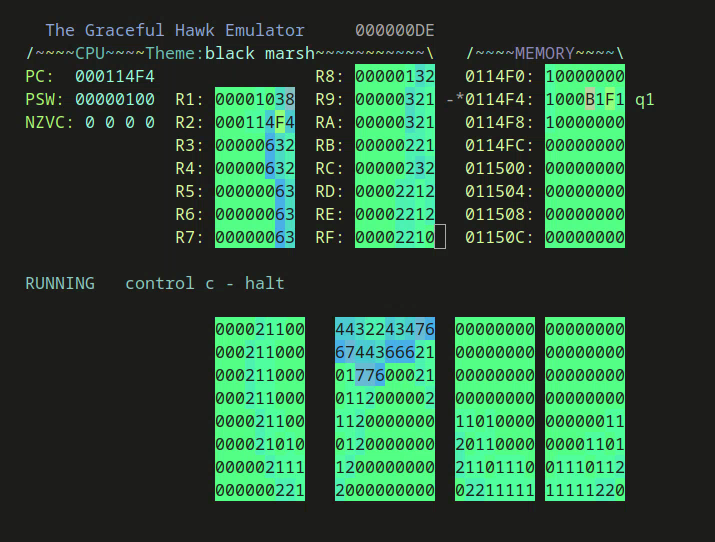 The Graceful Hawk Emulator 000000DE
/~~~~CPU~~~~Theme:black marsh~~~~~~~~~~~\ /~~~~MEMORY~~~~\
PC: 000114F4 R8: 00000132 0114F0: 10000000
PSW: 00000100 R1: 00001038 R9: 00000321 -*0114F4: 1000B1F1 q1
NZVC: 0 0 0 0 R2: 000114F4 RA: 00000321 0114F8: 10000000
R3: 00000632 RB: 00000221 0114FC: 00000000
R4: 00000632 RC: 00000232 011500: 00000000
R5: 00000063 RD: 00002212 011504: 00000000
R6: 00000063 RE: 00002212 011508: 00000000
R7: 00000063 RF: 00002210 01150C: 00000000
RUNNING control c - halt
000021100 4432243476 00000000 00000000
000211000 6744366621 00000000 00000000
000211000 0177600021 00000000 00000000
000211000 0112000002 00000000 00000000
000021100 1120000000 11010000 00000011
000021010 0120000000 20110000 00001101
000002111 1200000000 21101110 01110112
000000221 2000000000 02211111 11111220